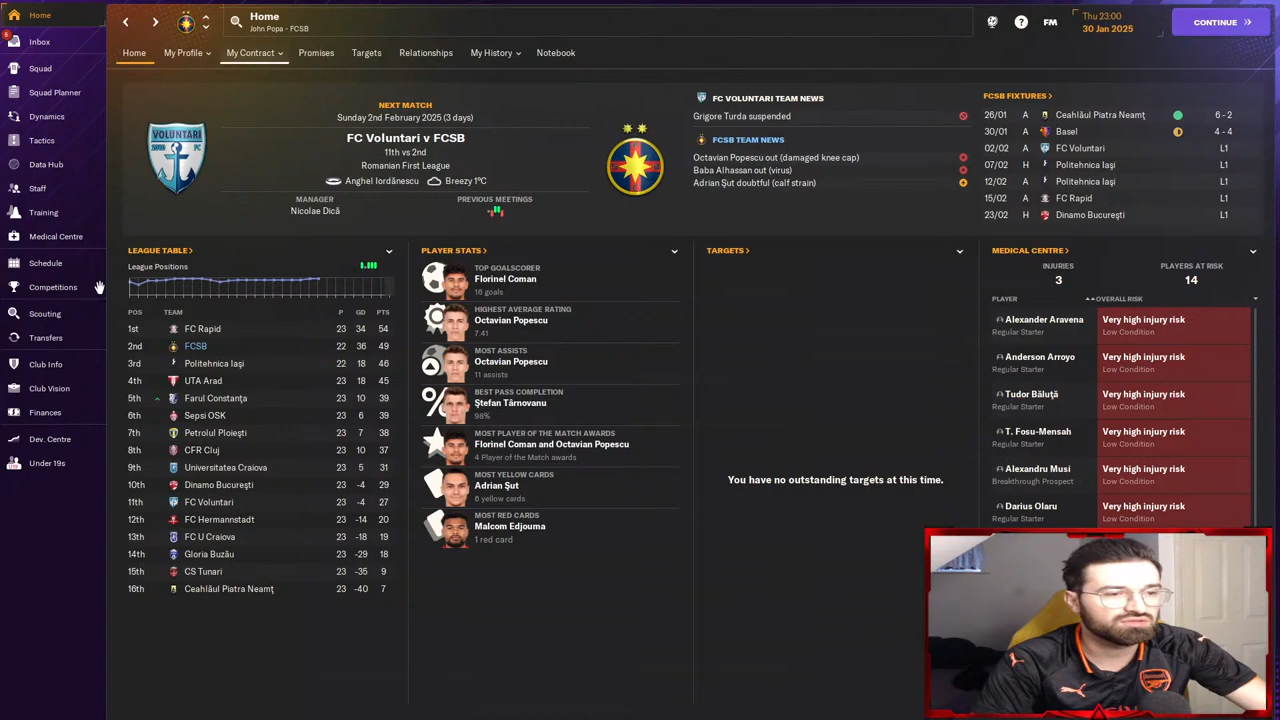 Home
Home
John Popa - FCSB
FM
Thu 23:00
30 Jan 2025
CONTINUE
5
Inbox
Home
My Profile
My Contract
Promises
Targets
Relationships
My History
Notebook
Squad
Squad Planner
Dynamics
Tactics
Data Hub
Staff
Training
Medical Centre
Schedule
Competitions
Scouting
Transfers
Club Info
Club Vision
Finances
Dev. Centre
Under 19s
VOLUNTARI
2010
NEXT MATCH
Sunday 2nd February 2025 (3 days)
FC Voluntari v FCSB
11th vs 2nd
Romanian First League
Anghel Iordănescu
Breezy 1°C
MANAGER
Nicolae Dică
PREVIOUS MEETINGS
FC VOLUNTARI TEAM NEWS
Grigore Turda suspended
FCSB TEAM NEWS
Octavian Popescu out (damaged knee cap)
Baba Alhassan out (virus)
Adrian Şut doubtful (calf strain)
FCSB FIXTURES >
26/01 A Ceahlăul Piatra Neamţ 6 - 2
30/01 A Basel 4 - 4
02/02 A FC Voluntari L1
07/02 H Politehnica Iaşi L1
12/02 A Politehnica Iaşi L1
15/02 A FC Rapid L1
23/02 H Dinamo Bucureşti L1
LEAGUE TABLE >
League Positions
POS TEAM P GD PTS
1st FC Rapid 23 34 54
2nd FCSB 22 36 49
3rd Politehnica Iaşi 22 18 46
4th UTA Arad 23 18 45
5th Farul Constanţa 23 10 39
6th Sepsi OSK 23 6 39
7th Petrolul Ploieşti 23 7 38
8th CFR Cluj 23 10 37
9th Universitatea Craiova 23 5 31
10th Dinamo Bucureşti 23 -4 29
11th FC Voluntari 23 -4 27
12th FC Hermannstadt 23 -14 20
13th FC U Craiova 23 -18 19
14th Gloria Buzău 23 -29 18
15th CS Tunari 23 -35 9
16th Ceahlăul Piatra Neamţ 23 -40 7
PLAYER STATS >
TOP GOALSCORER
Florinel Coman
16 goals
HIGHEST AVERAGE RATING
Octavian Popescu
7.41
MOST ASSISTS
Octavian Popescu
11 assists
%
BEST PASS COMPLETION
Ştefan Târnovanu
98%
MOST PLAYER OF THE MATCH AWARDS
Florinel Coman and Octavian Popescu
4 Player of the Match awards
MOST YELLOW CARDS
Adrian Şut
6 yellow cards
MOST RED CARDS
Malcom Edjouma
1 red card
TARGETS >
You have no outstanding targets at this time.
MEDICAL CENTRE >
INJURIES
3
PLAYERS AT RISK
14
PLAYER OVERALL RISK
Alexander Aravena Very high injury risk
Regular Starter Low Condition
Anderson Arroyo Very high injury risk
Regular Starter Low Condition
Tudor Băluţă Very high injury risk
Regular Starter Low Condition
T. Fosu-Mensah Very high injury risk
Regular Starter Low Condition
Alexandru Musi Very high injury risk
Breakthrough Prospect Low Condition
Darius Olaru Very high injury risk
Regular Starter Low Condition